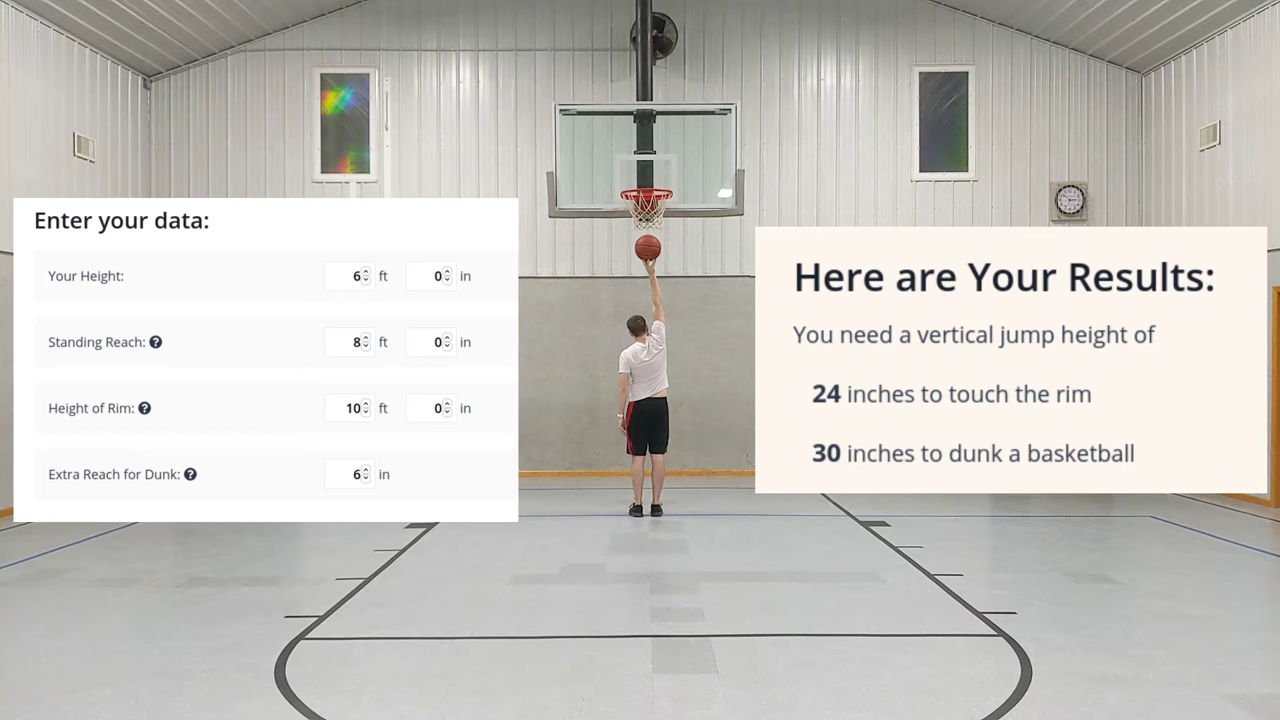 Enter your data:
Your Height: 6 ft 0 in
Standing Reach: ? 8 ft 0 in
Height of Rim: ? 10 ft 0 in
Extra Reach for Dunk: ? 6 in
Here are Your Results:
You need a vertical jump height of
24 inches to touch the rim
30 inches to dunk a basketball